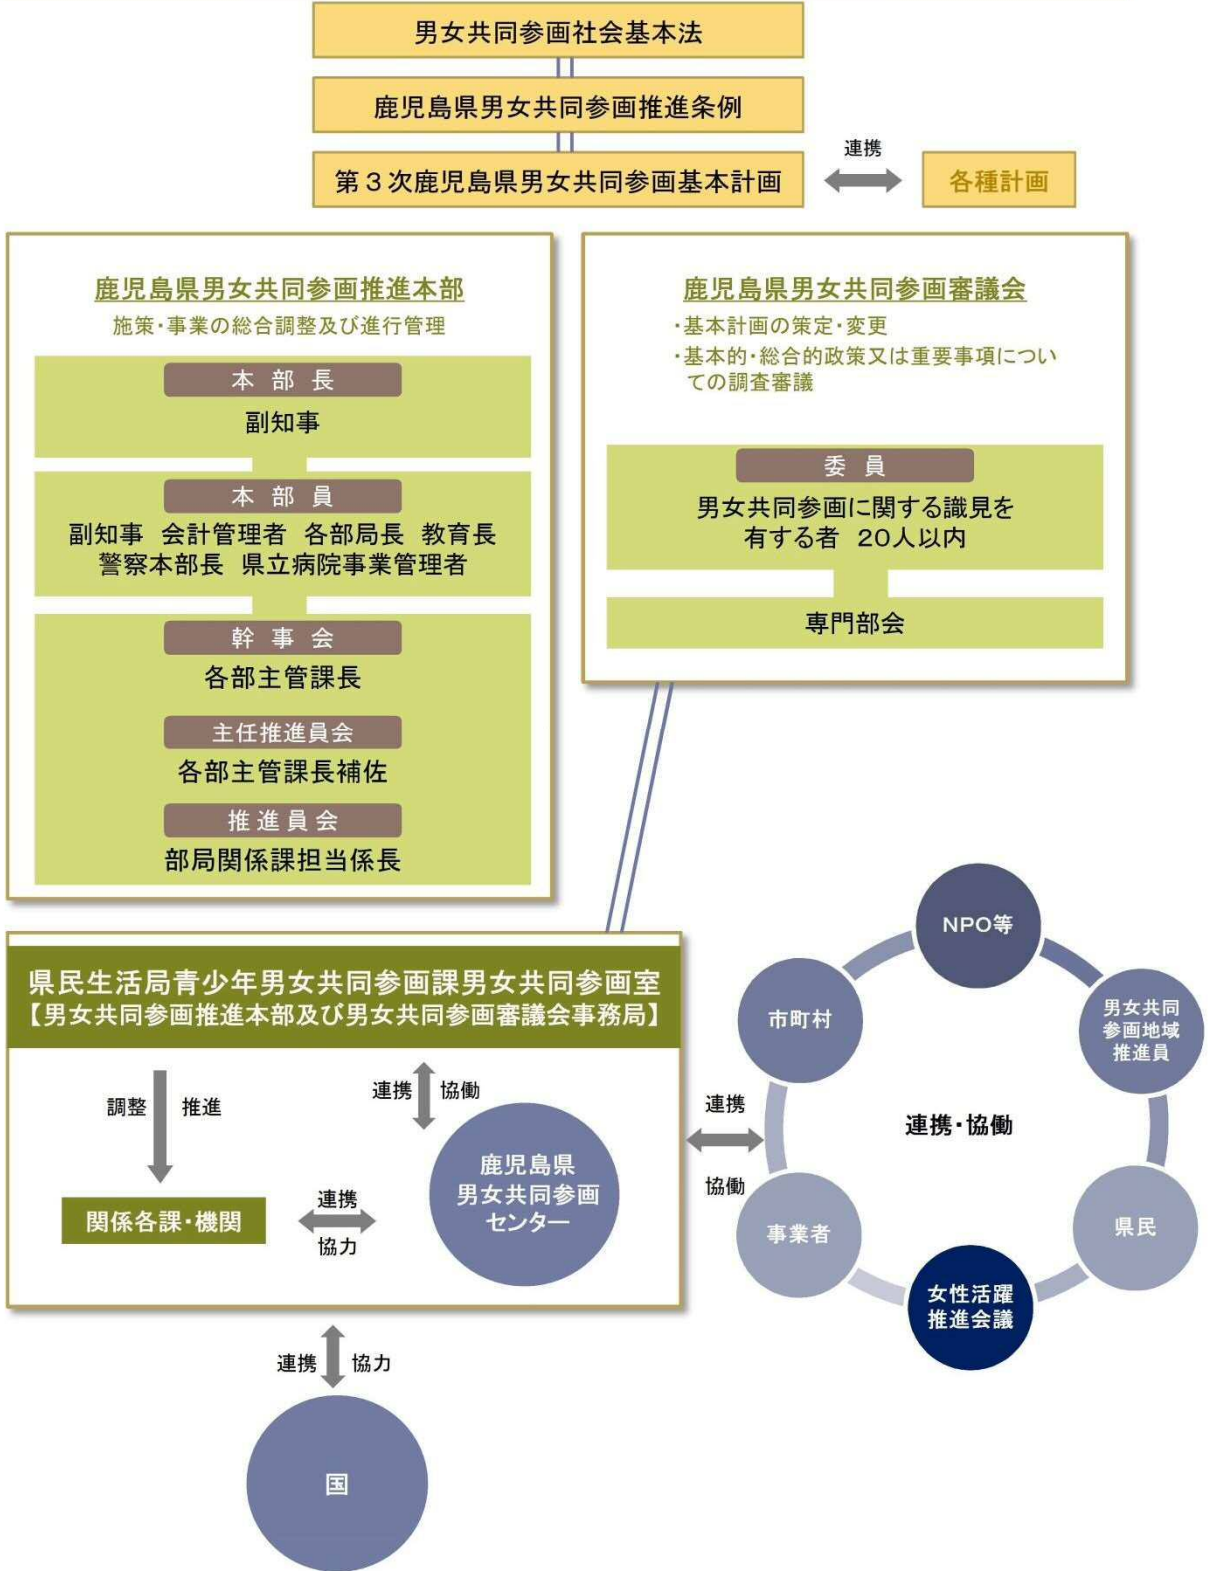 男女共同参画社会基本法
鹿児島県男女共同参画推進条例
第3次鹿児島県男女共同参画基本計画
連携
各種計画
鹿児島県男女共同参画推進本部
施策・事業の総合調整及び進行管理
本部長
副知事
本部員
副知事 会計管理者 各部局長 教育長
警察本部長 県立病院事業管理者
幹事会
各部主管課長
主任推進員会
各部主管課長補佐
推進員会
部局関係課担当係長
鹿児島県男女共同参画審議会
・基本計画の策定・変更
・基本的・総合的政策又は重要事項につい
ての調査審議
委員
男女共同参画に関する識見を
有する者 20人以内
専門部会
県民生活局青少年男女共同参画課男女共同参画室
【男女共同参画推進本部及び男女共同参画審議会事務局】
調整 推進
連携 協働
鹿児島県
男女共同参画
センター
関係各課・機関
連携
協力
連携
協働
NPO等
男女共同
参画地域
推進員
県民
女性活躍
推進会議
事業者
市町村
連携・協働
連携 協力
国